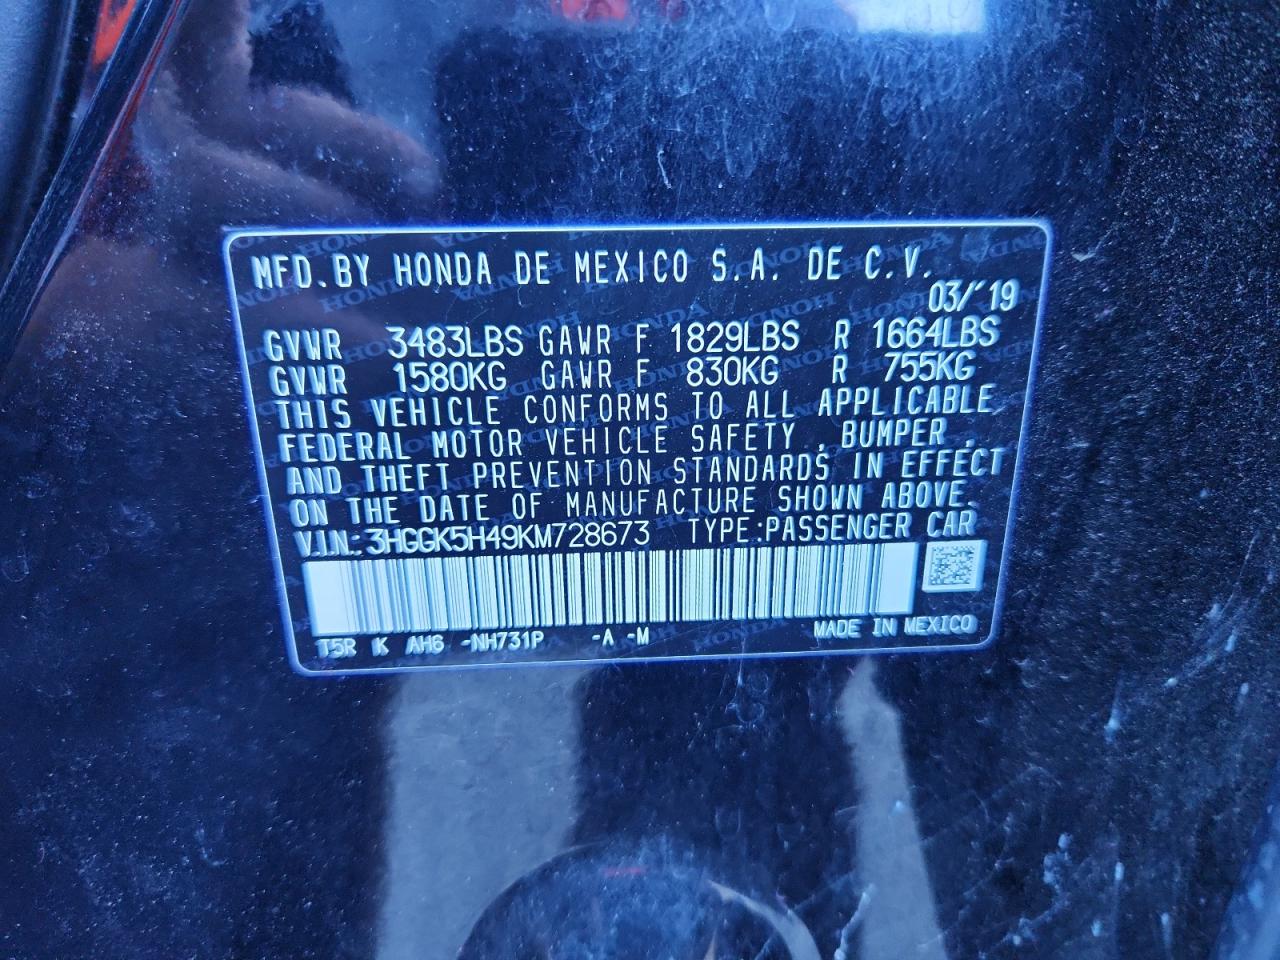 MFD. BY HONDA DE MEXICO S.A. DE C.V.
03/'19
GVWR 3483LBS GAWR F 1829LBS R 1664LBS
GVWR 1580KG GAWR F 830KG R 755KG
THIS VEHICLE CONFORMS TO ALL APPLICABLE
FEDERAL MOTOR VEHICLE SAFETY , BUMPER ,
AND THEFT PREVENTION STANDARDS IN EFFECT
ON THE DATE OF MANUFACTURE SHOWN ABOVE.
V.I.N.: 3HGGK5H49KM728673 TYPE:PASSENGER CAR
T5R K AH6 -NH731P -A -M MADE IN MEXICO